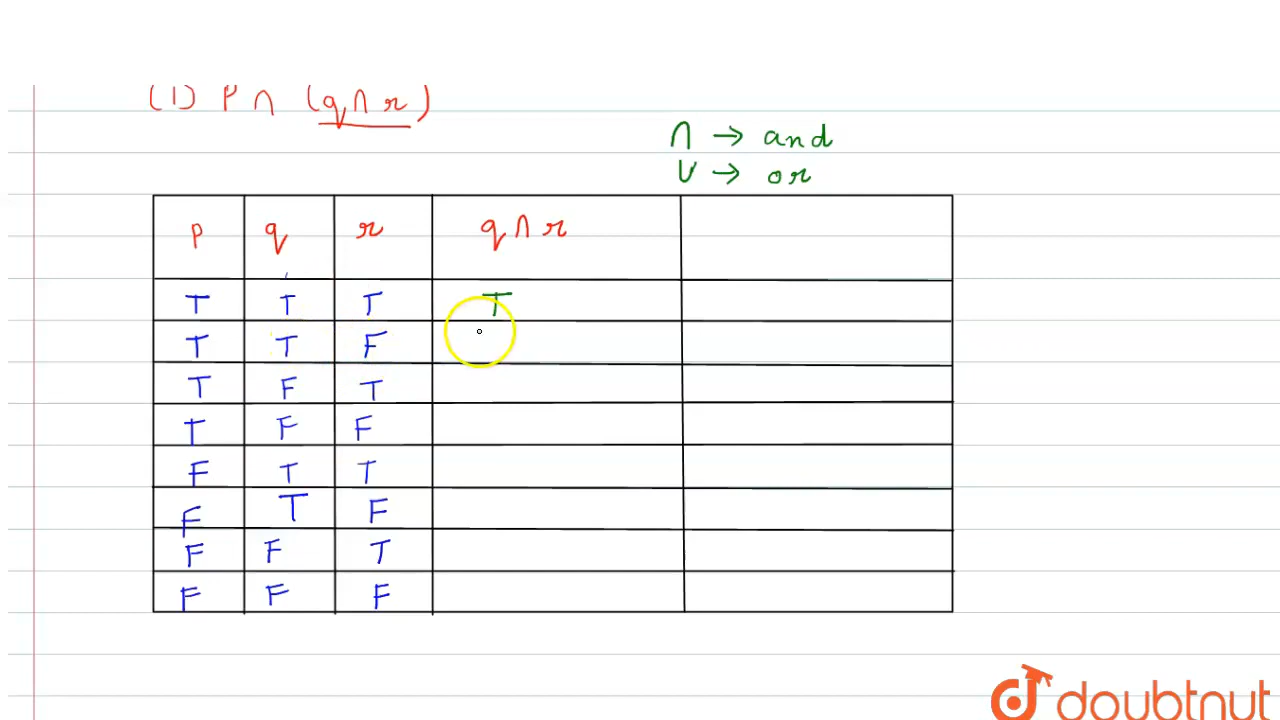 (1) P ∩ (q ∩ r)
∩ → and
∨ → or
p q r q ∩ r
T T T T
T T F
T F T
T F F
F T T
F T F
F F T
F F F
doubtnut